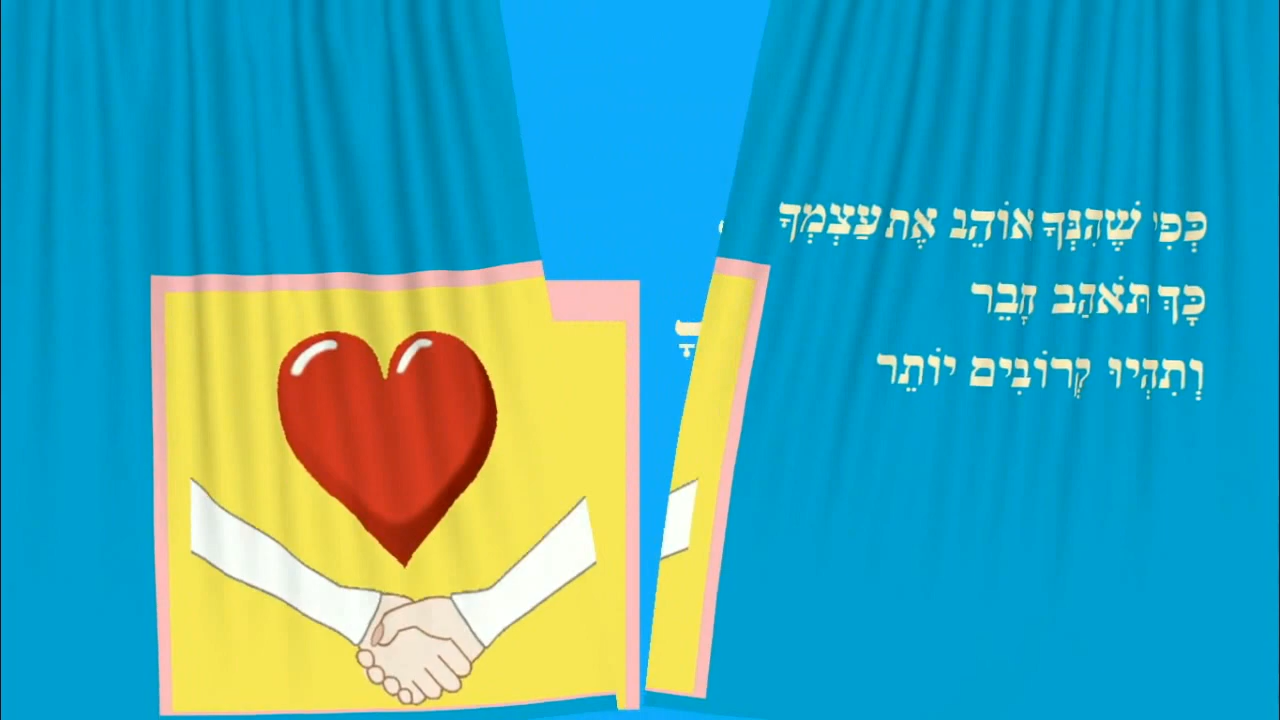 כְּפִי שֶׁהִנְּךָ אוֹהֵב אֶת עַצְמְךָ
כָּךְ תֹּאהַב חָבֵר
וְתִהְיוּ קְרוֹבִים יוֹתֵר